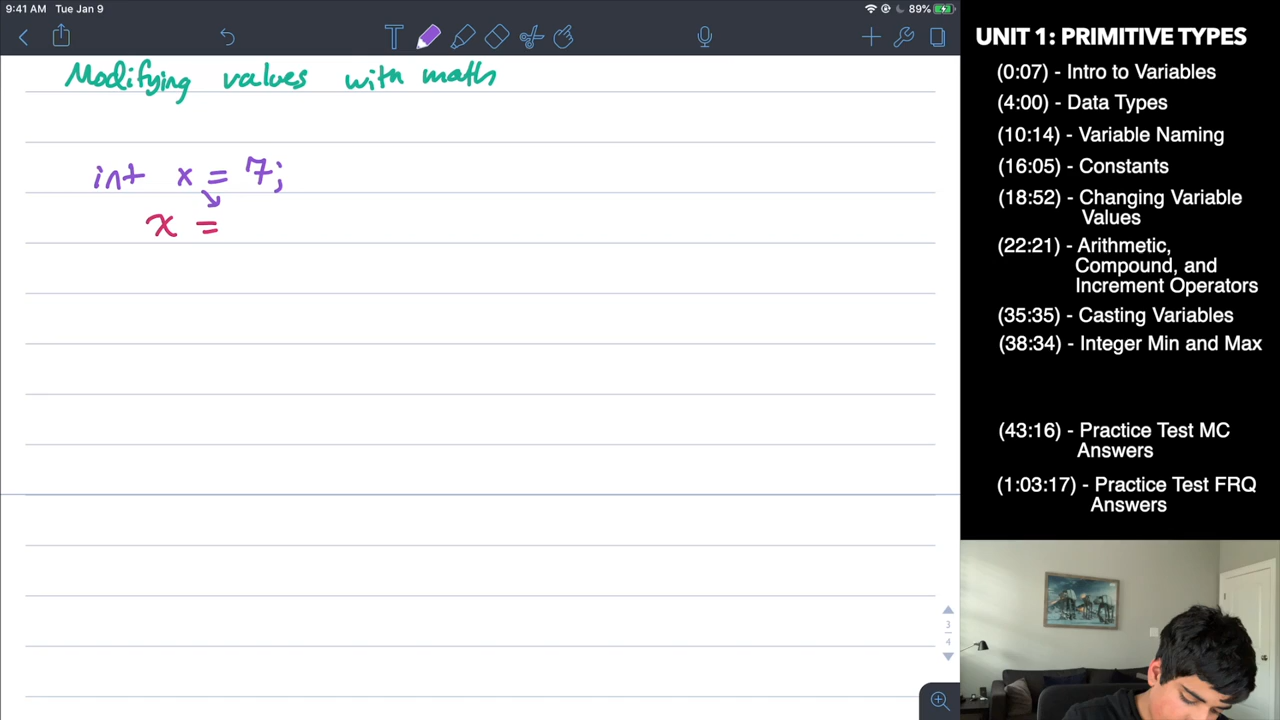 9:41 AM Tue Jan 9
89%
Modifying values with math
int x = 7;
x =
3
4
UNIT 1: PRIMITIVE TYPES
(0:07) - Intro to Variables
(4:00) - Data Types
(10:14) - Variable Naming
(16:05) - Constants
(18:52) - Changing Variable
Values
(22:21) - Arithmetic,
Compound, and
Increment Operators
(35:35) - Casting Variables
(38:34) - Integer Min and Max
(43:16) - Practice Test MC
Answers
(1:03:17) - Practice Test FRQ
Answers